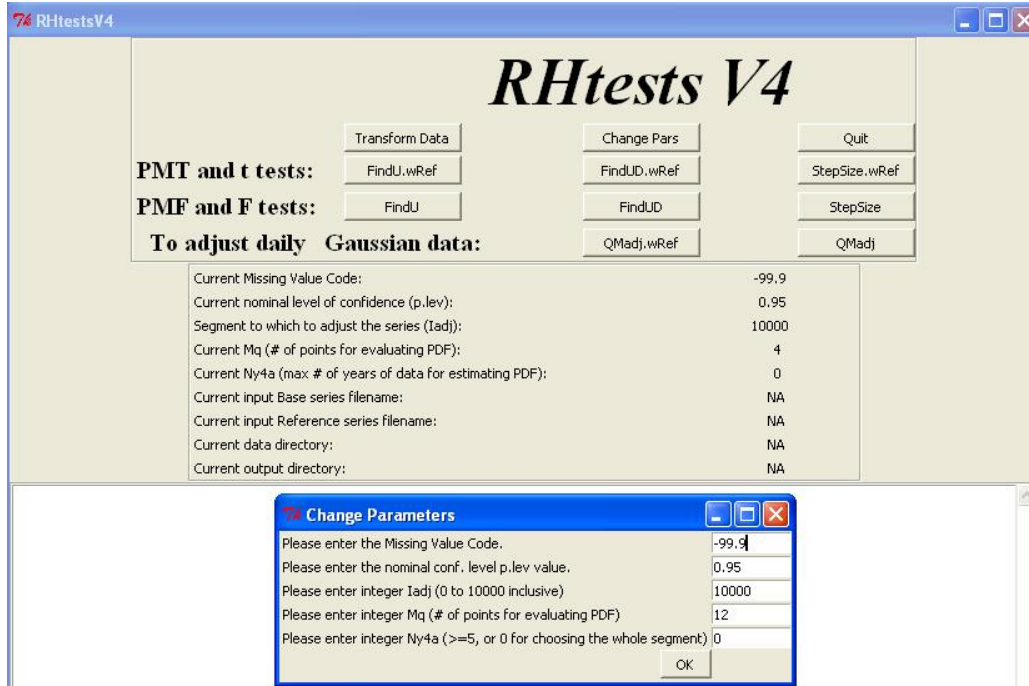 RHtestsV4
RHtests V4
Transform Data Change Pars Quit
PMT and t tests: FindU.wRef FindUD.wRef StepSize.wRef
PMF and F tests: FindU FindUD StepSize
To adjust daily Gaussian data: QMadj.wRef QMadj
Current Missing Value Code: -99.9
Current nominal level of confidence (p.lev): 0.95
Segment to which to adjust the series (Iadj): 10000
Current Mq (# of points for evaluating PDF): 4
Current Ny4a (max # of years of data for estimating PDF): 0
Current input Base series filename: NA
Current input Reference series filename: NA
Current data directory: NA
Current output directory: NA
Change Parameters
Please enter the Missing Value Code. -99.9
Please enter the nominal conf. level p.lev value. 0.95
Please enter integer Iadj (0 to 10000 inclusive) 10000
Please enter integer Mq (# of points for evaluating PDF) 12
Please enter integer Ny4a (>=5, or 0 for choosing the whole segment) 0
OK